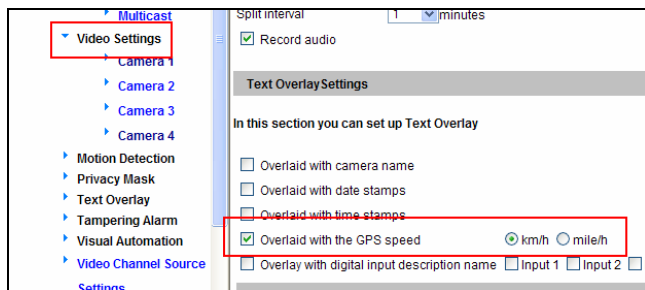 Multicast
Video Settings
Camera 1
Camera 2
Camera 3
Camera 4
Motion Detection
Privacy Mask
Text Overlay
Tampering Alarm
Visual Automation
Video Channel Source
Settings
Split interval 1 minutes
Record audio
Text OverlaySettings
In this section you can set up Text Overlay
Overlaid with camera name
Overlaid with date stamps
Overlaid with time stamps
Overlaid with the GPS speed km/h mile/h
Overlay with digital input description name Input 1 Input 2